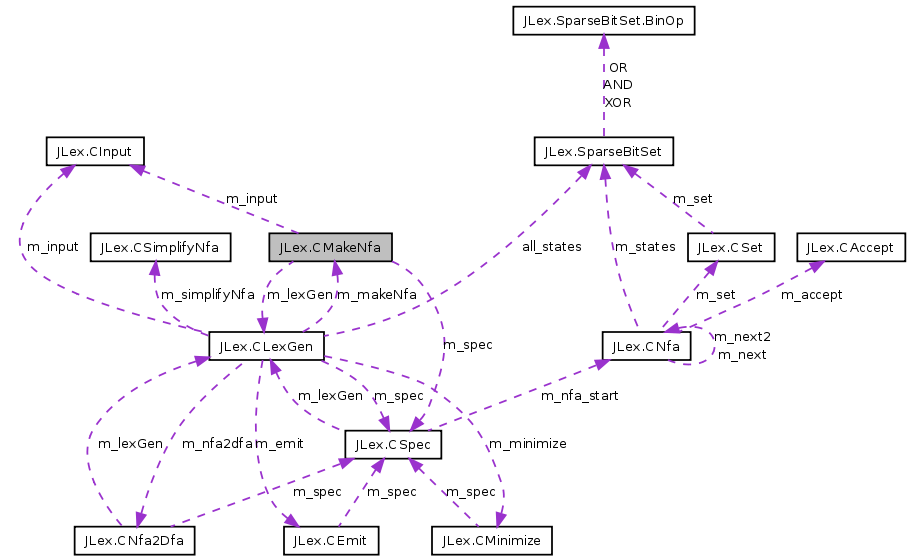 JLex.SparseBitSet.BinOp
OR
AND
XOR
JLex.CInput
JLex.SparseBitSet
m_input
m_set
m_input
JLex.CSimplifyNfa
JLex.CMakeNfa
all_states
m_states
JLex.CSet
JLex.CAccept
m_simplifyNfa
m_lexGen
m_makeNfa
m_set
m_accept
JLex.CLexGen
m_spec
JLex.CNfa
m_next2
m_next
m_lexGen
m_spec
m_nfa_start
m_lexGen
m_nfa2dfa
m_emit
JLex.CSpec
m_minimize
m_spec
m_spec
m_spec
JLex.CNfa2Dfa
JLex.CEmit
JLex.CMinimize